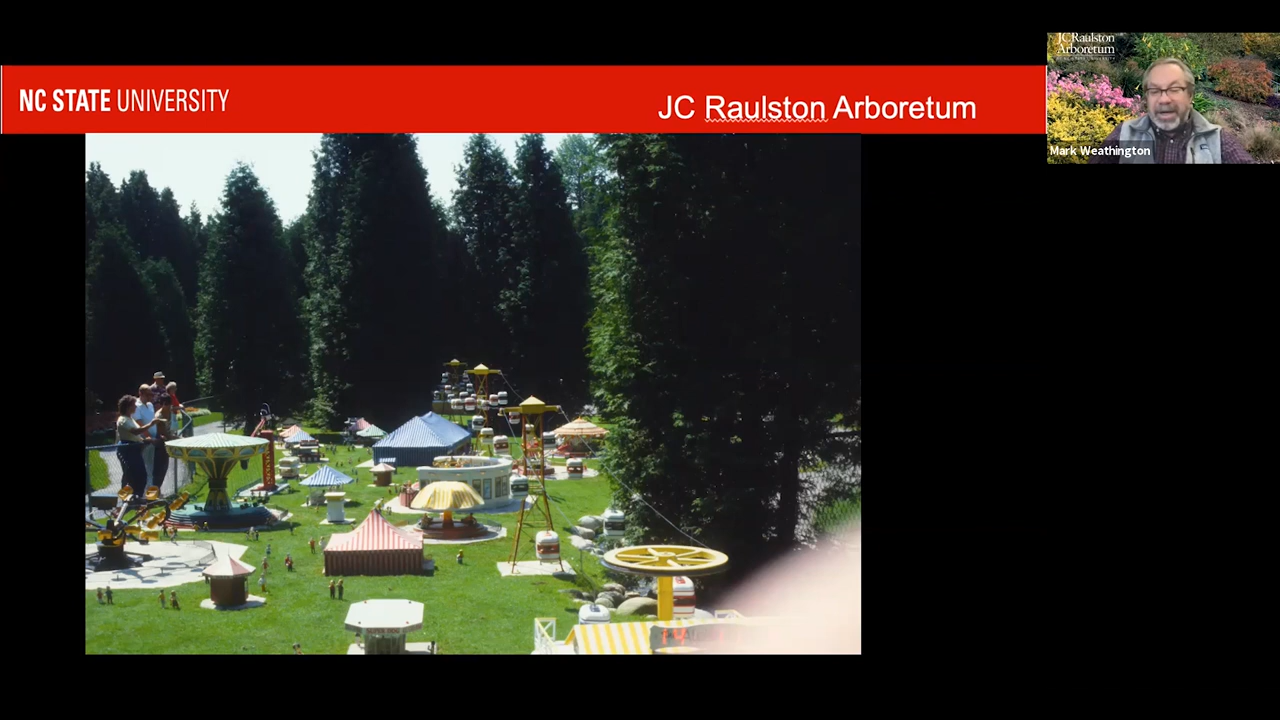 NC STATE UNIVERSITY
JC Raulston Arboretum
JC Raulston
Arboretum
Mark Weathington